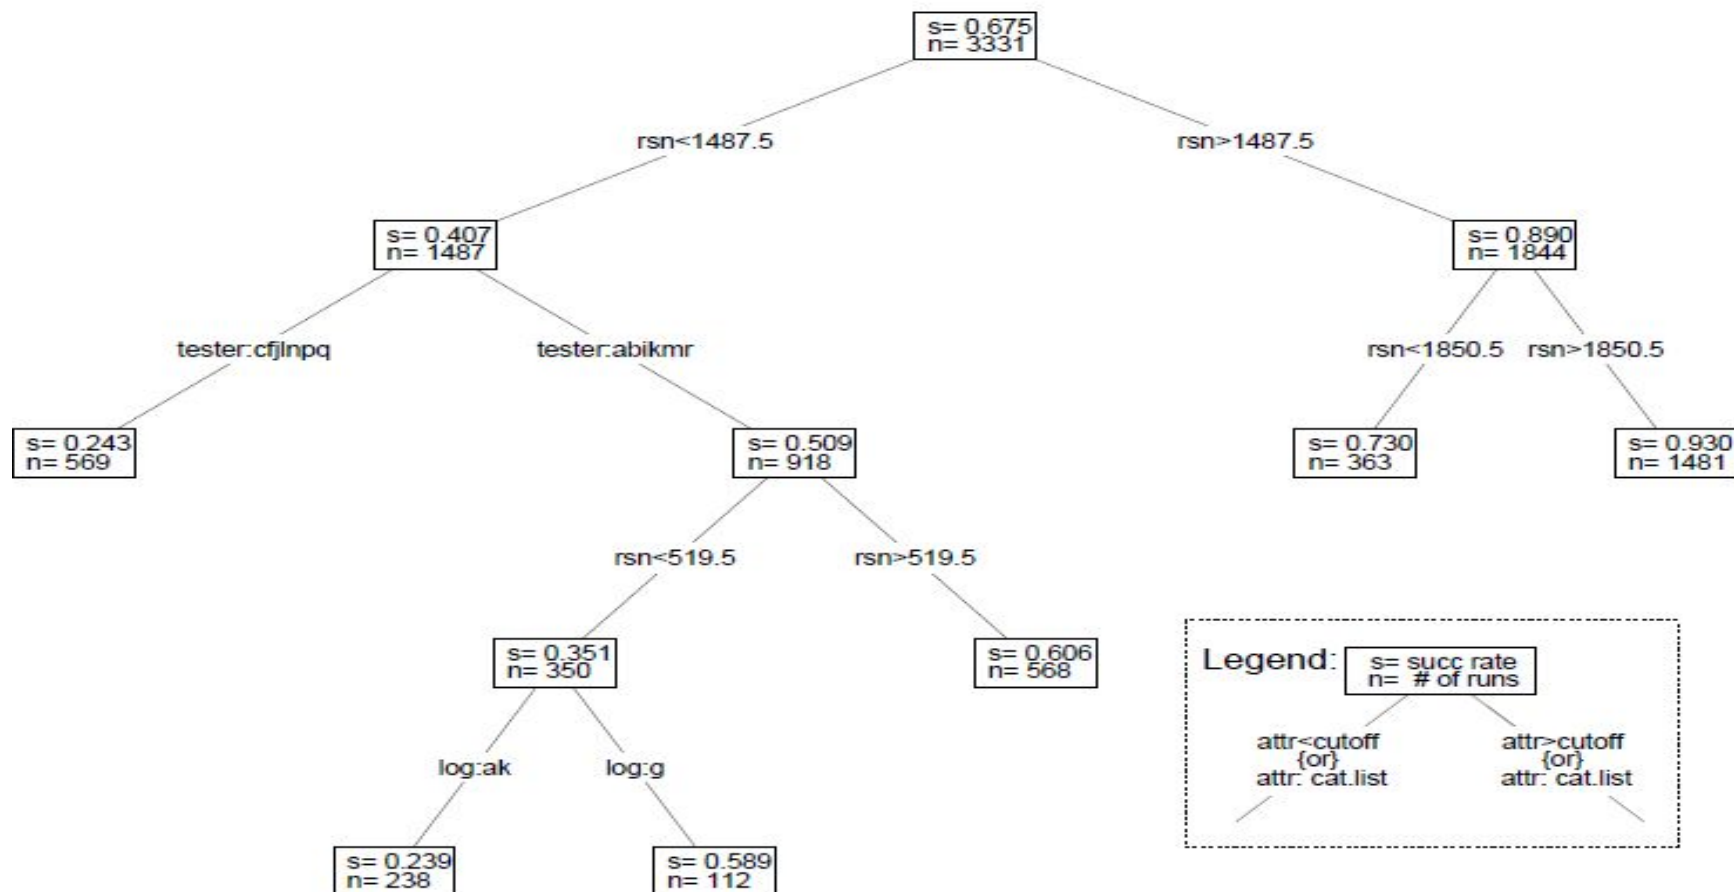 s= 0.675
n= 3331
rsn<1487.5
rsn>1487.5
s= 0.407
n= 1487
s= 0.890
n= 1844
tester:cfjlnpq
tester:abikmr
rsn<1850.5
rsn>1850.5
s= 0.243
n= 569
s= 0.509
n= 918
s= 0.730
n= 363
s= 0.930
n= 1481
rsn<519.5
rsn>519.5
s= 0.351
n= 350
s= 0.606
n= 568
Legend:
s= succ rate
n= # of runs
attr<cutoff
{or}
attr: cat.list
attr>cutoff
{or}
attr: cat.list
log:ak
log:g
s= 0.239
n= 238
s= 0.589
n= 112